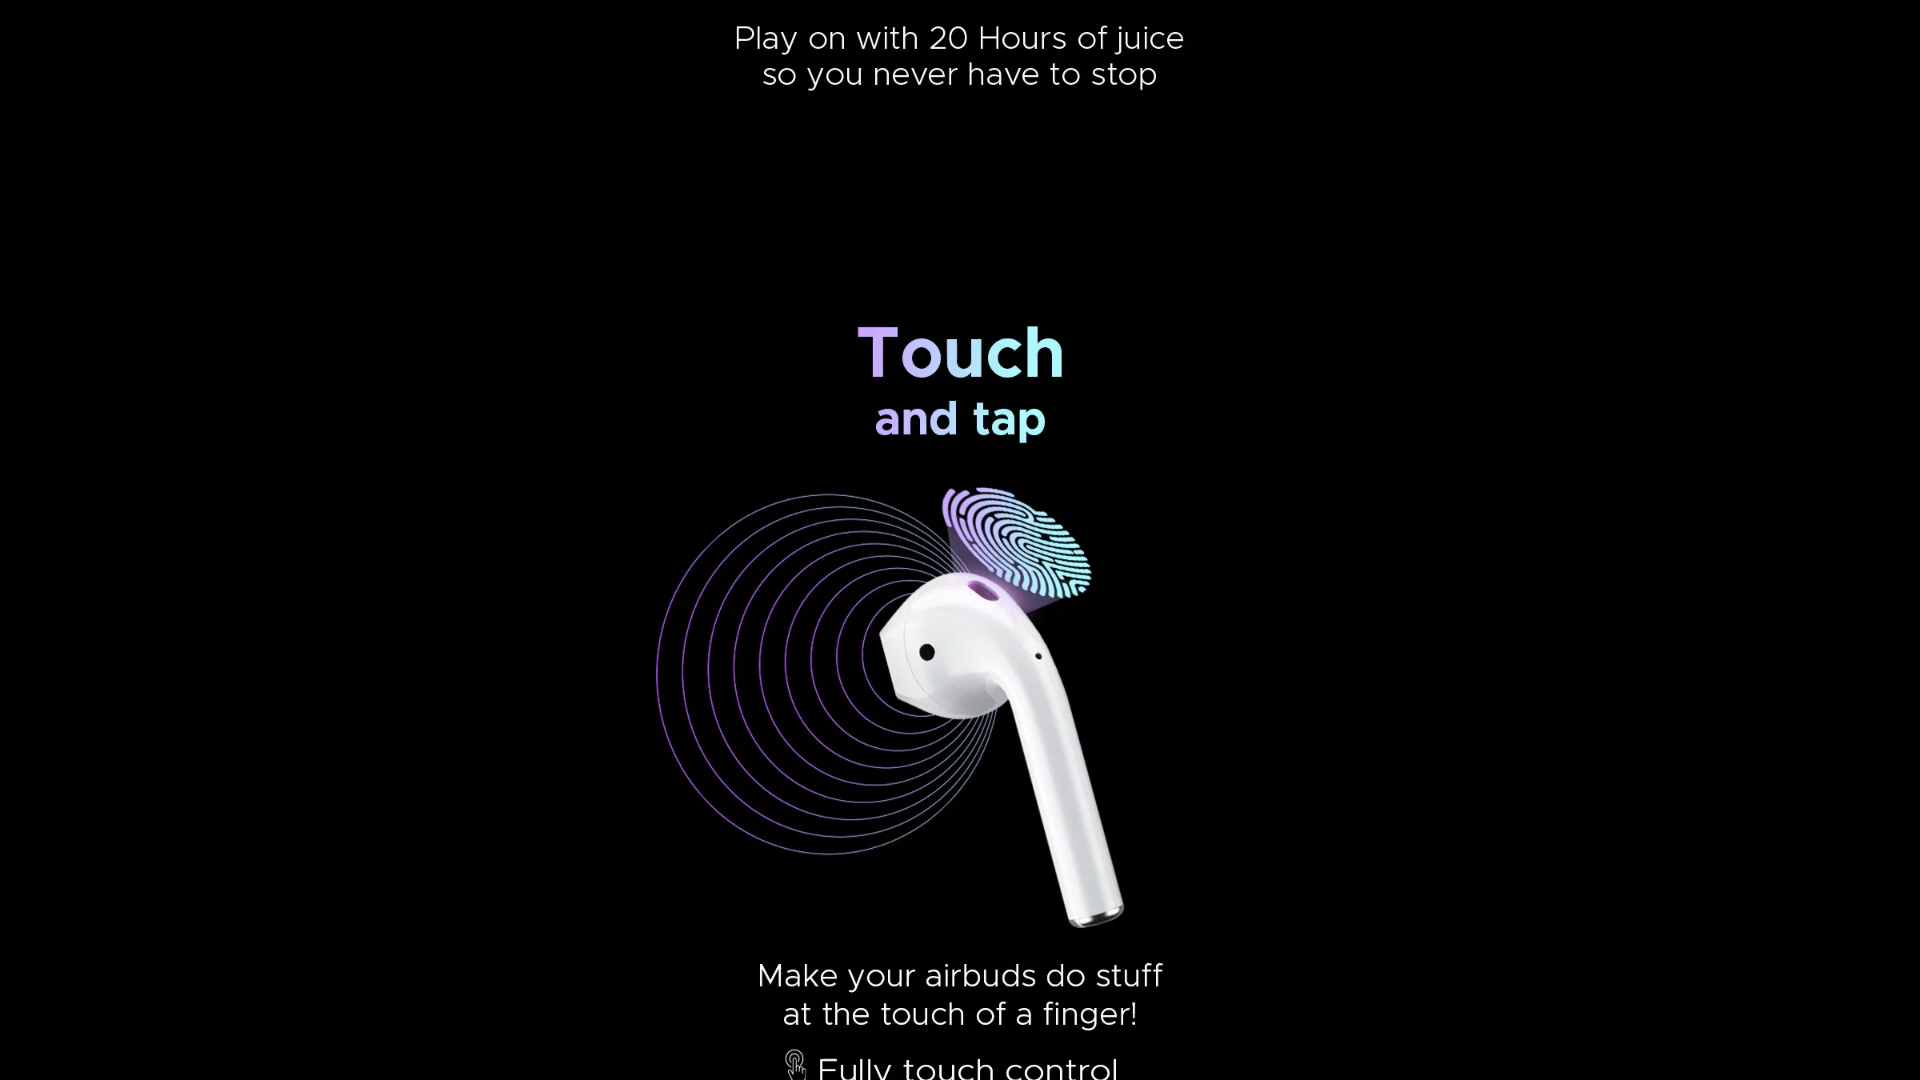 Play on with 20 Hours of juice
so you never have to stop
Touch
and tap
Make your airbuds do stuff
at the touch of a finger!
Fully touch control